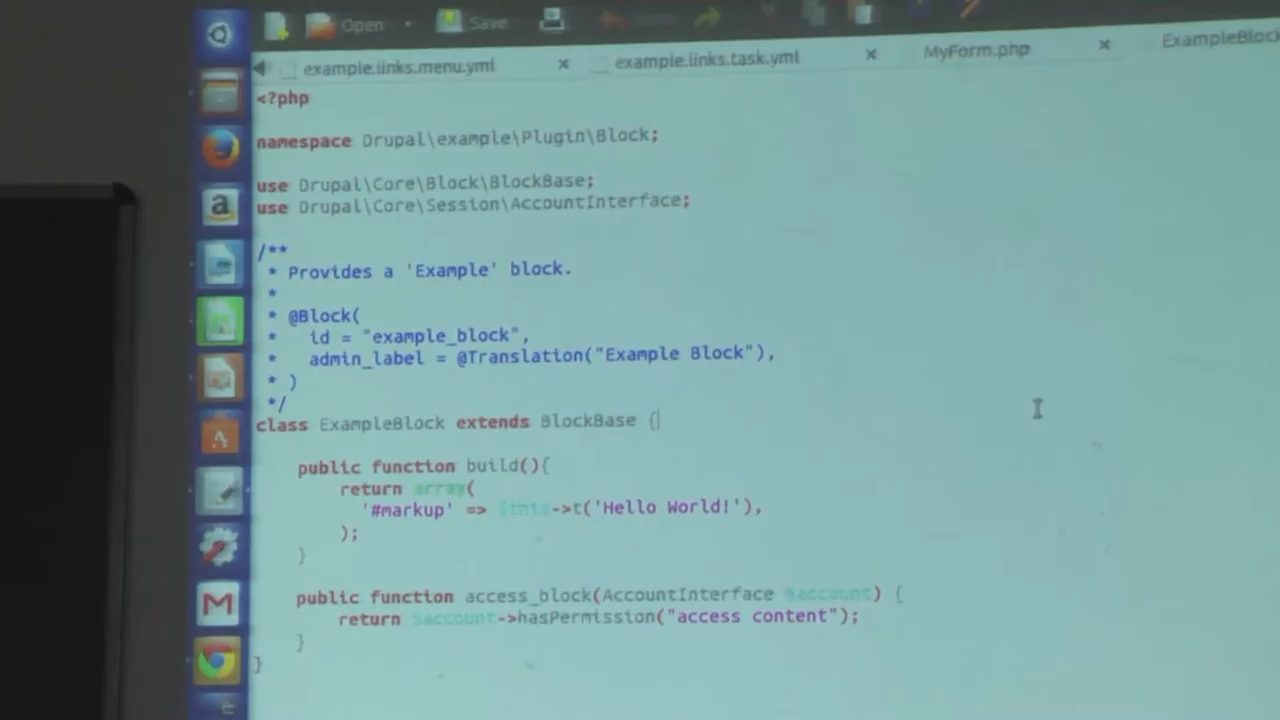 Open Save
example.links.menu.yml × example.links.task.yml × MyForm.php × ExampleBlock
<?php
namespace Drupal\example\Plugin\Block;
use Drupal\Core\Block\BlockBase;
use Drupal\Core\Session\AccountInterface;
/**
* Provides a 'Example' block.
*
* @Block(
*   id = "example_block",
*   admin_label = @Translation("Example Block"),
* )
*/
class ExampleBlock extends BlockBase {
public function build(){
return array(
'#markup' => $this->t('Hello World!'),
);
}
public function access_block(AccountInterface $account) {
return $account->hasPermission("access content");
}
}